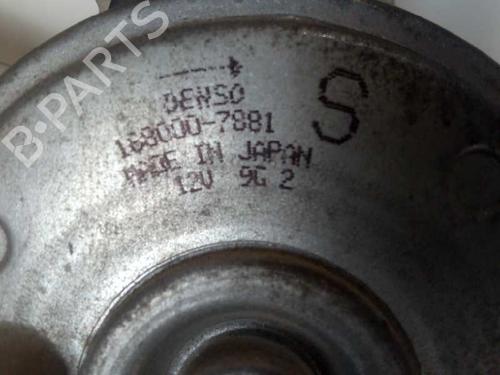 DENSO
168000-7881
MADE IN JAPAN
12V 9G 2
S
B-PARTS